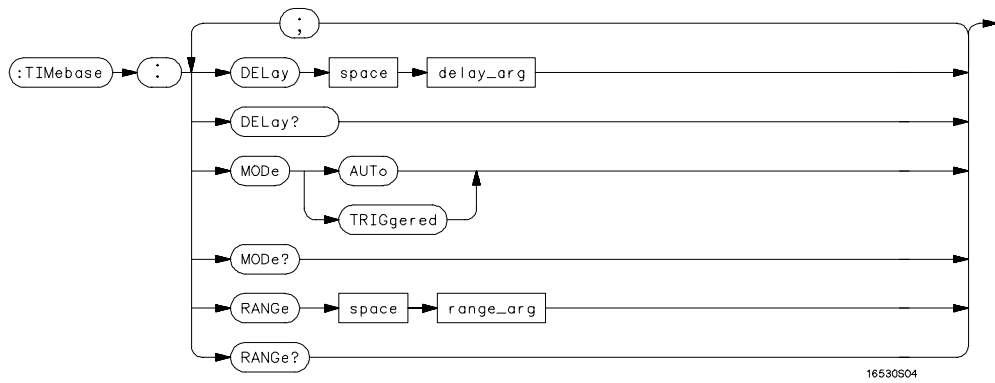 ;
:TIMebase : DELay space delay_arg
DELay?
MODe AUTo
TRIGgered
MODe?
RANGe space range_arg
RANGe?
16530S04